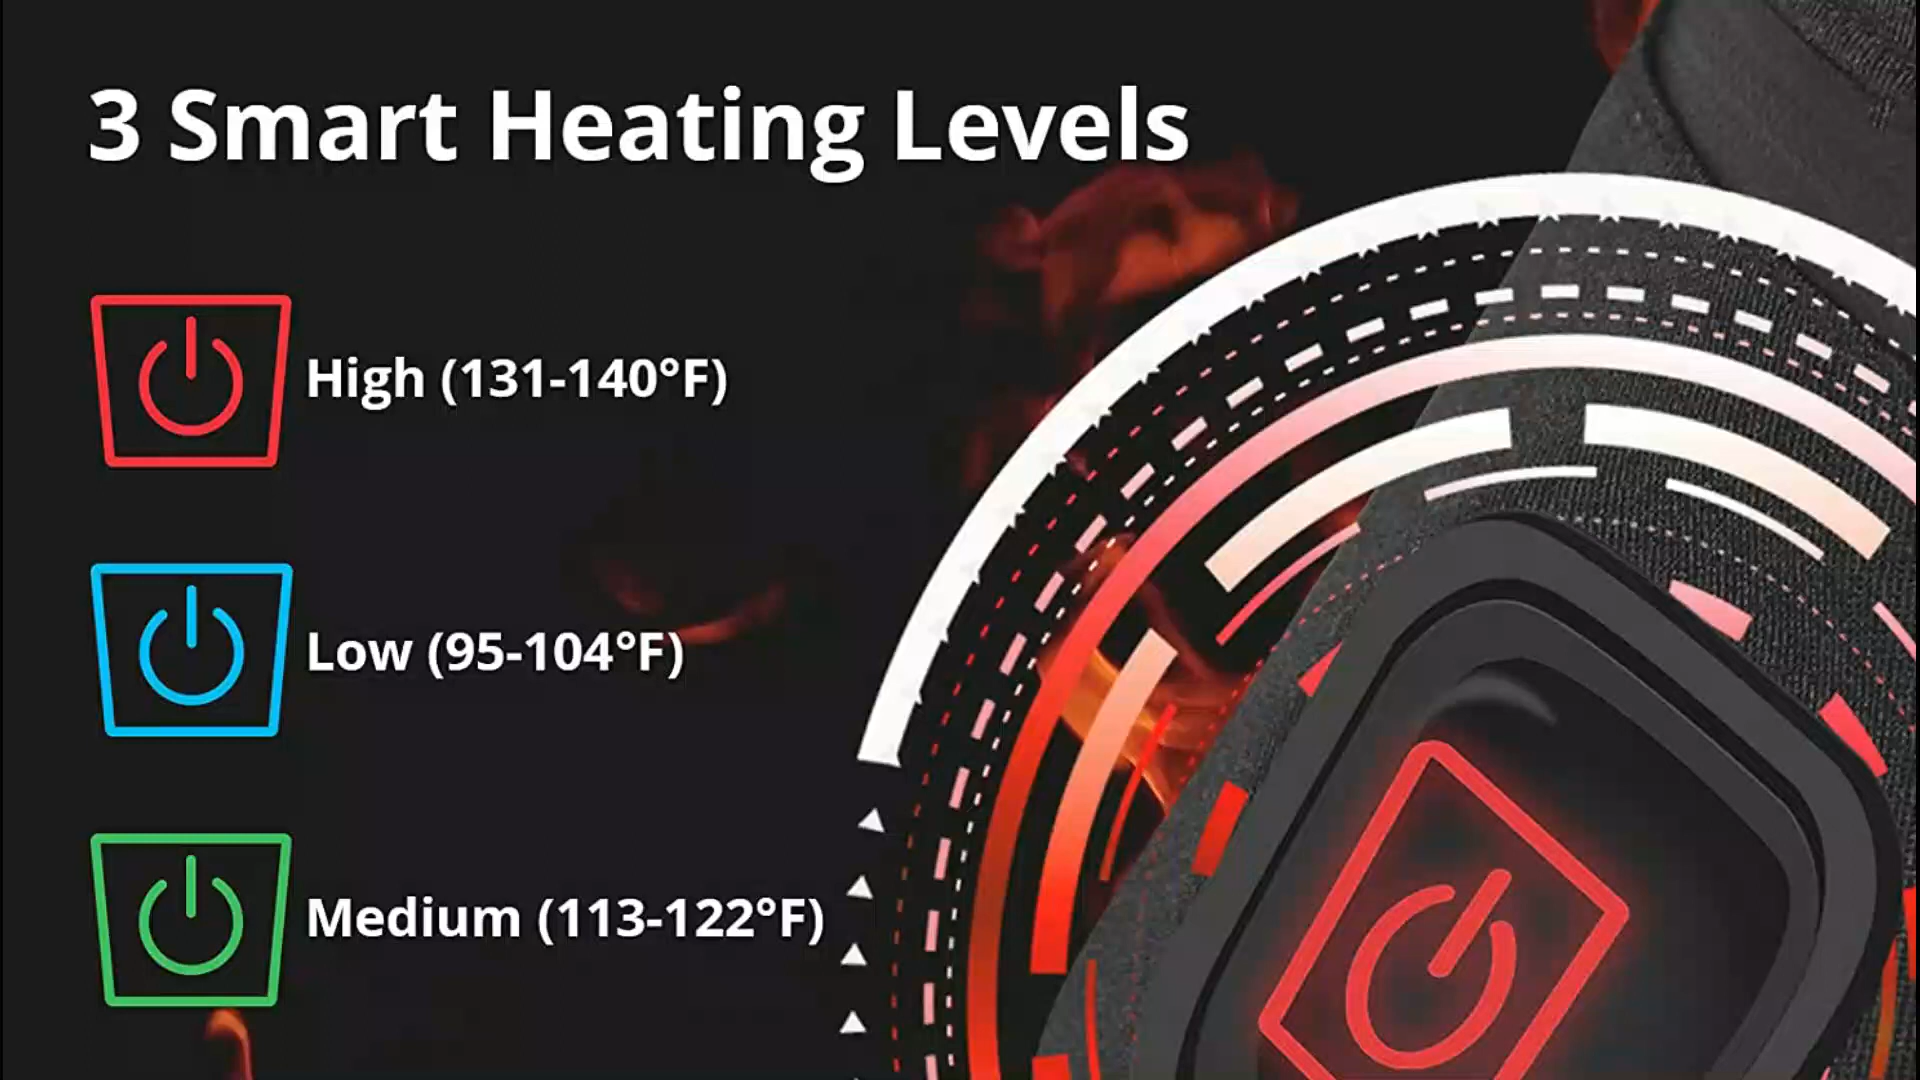 3 Smart Heating Levels
High (131-140°F)
Low (95-104°F)
Medium (113-122°F)